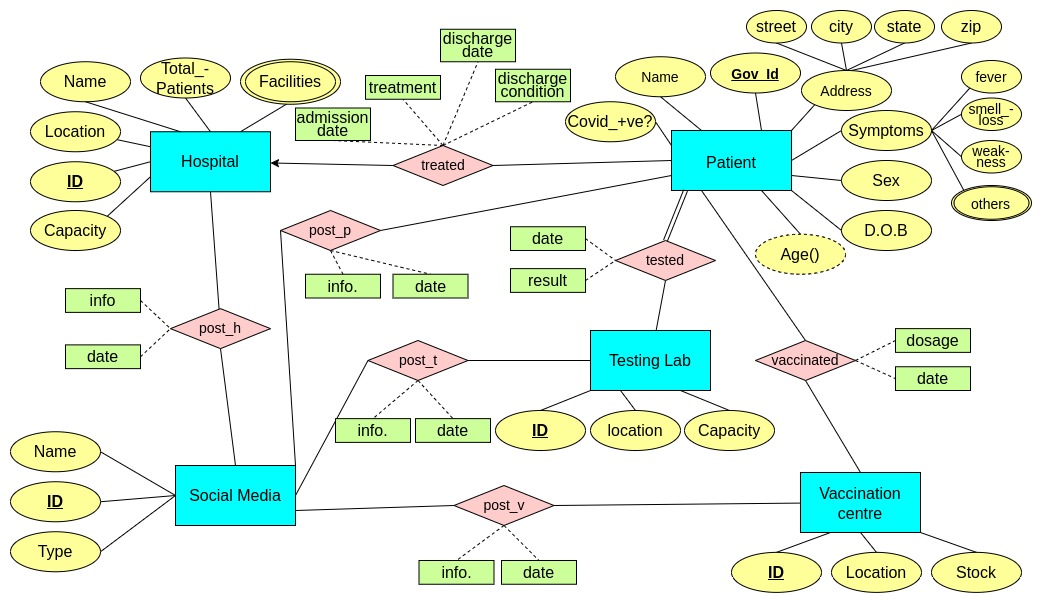 street
city
state
zip
discharge
date
Name
Total_-
Patients
Facilities
treatment
discharge
condition
Name
Gov_Id
Address
fever
admission
date
Covid_+ve?
Symptoms
smell_-
loss
Location
Hospital
treated
Patient
weak-
ness
ID
Sex
others
Capacity
post_p
date
tested
D.O.B
Age()
info.
date
result
info
post_h
date
post_t
Testing Lab
vaccinated
dosage
date
info.
date
ID
location
Capacity
Name
ID
Social Media
post_v
Vaccination
centre
Type
info.
date
ID
Location
Stock